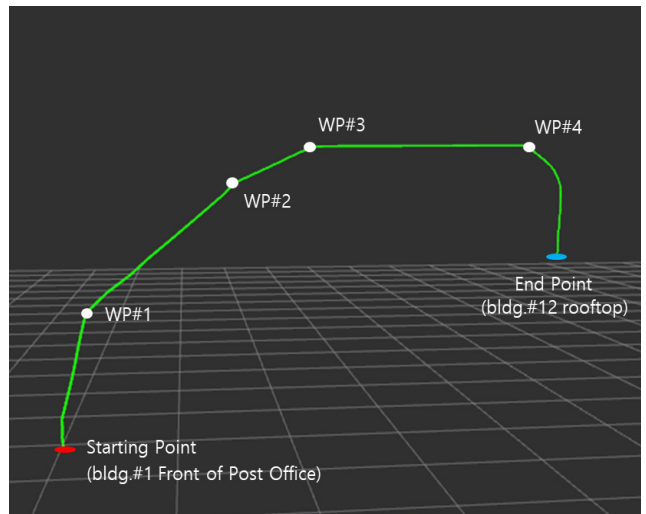 WP#3
WP#4
WP#2
WP#1
End Point
(bldg.#12 rooftop)
Starting Point
(bldg.#1 Front of Post Office)